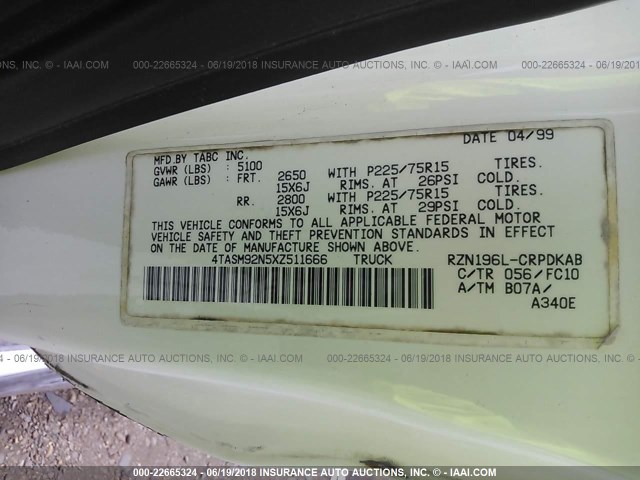 INC. - IAAI.COM 000-22665324 - 06/19/2018 INSURANCE AUTO AUCTIONS, INC. - IAAI.COM 000-22665324 - 06/19/2018
DATE 04/99
MFD.BY TABC INC.
GVWR (LBS) : 5100
GAWR (LBS) : FRT. 2650 WITH P225/75R15 TIRES.
15X6J RIMS. AT 26PSI COLD.
RR. 2800 WITH P225/75R15 TIRES.
15X6J RIMS. AT 29PSI COLD.
THIS VEHICLE CONFORMS TO ALL APPLICABLE FEDERAL MOTOR
VEHICLE SAFETY AND THEFT PREVENTION STANDARDS IN EFFECT
ON THE DATE OF MANUFACTURE SHOWN ABOVE.
4TASM92N5XZ511666 TRUCK RZN196L-CRPDKAB
C/TR 056/FC10
A/TM B07A/
A340E
24 - 06/19/2018 INSURANCE AUTO AUCTIONS, INC. - IAAI.COM 000-22665324 - 06/19/2018 INSURANCE AUTO AUCTIONS, INC. - IAAI.COM
000-22665324 - 06/19/2018 INSURANCE AUTO AUCTIONS, INC. - IAAI.COM